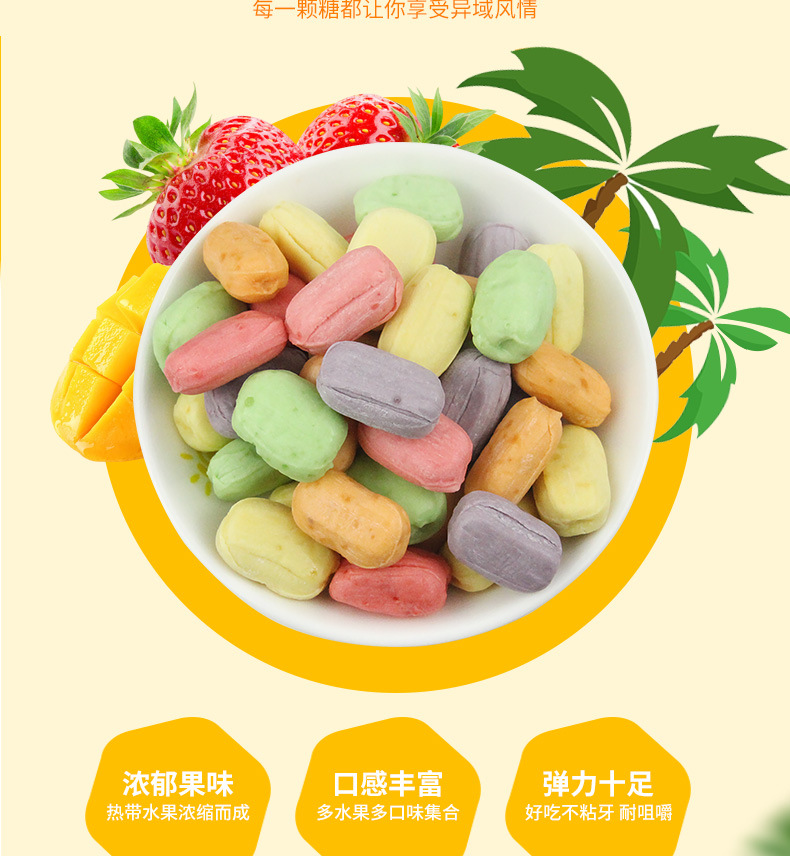 每一颗糖都让你享受异域风情
浓郁果味
热带水果浓缩而成
口感丰富
多水果多口味集合
弹力十足
好吃不粘牙 耐咀嚼